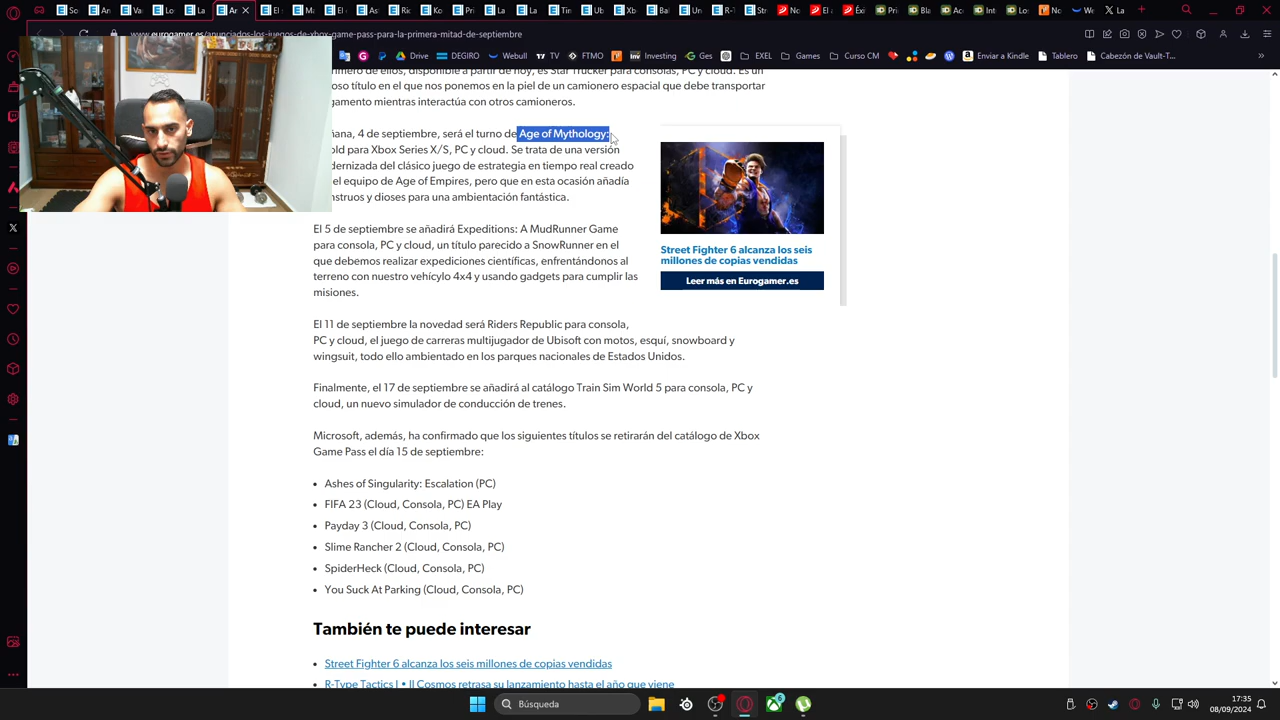 www.eurogamer.es/anunciados-los-juegos-de-xbox-game-pass-para-la-primera-mitad-de-septiembre
Drive DEGIRO Webull TV FTMO Investing Ges EXEL Games Curso CM Enviar a Kindle Tablero Cabezón de Vault-T...
de ellos, disponible a partir de hoy, es Star Trucker para consolas, PC y cloud. Es un
título en el que nos ponemos en la piel de un camionero espacial que debe transportar
mientras interactúa con otros camioneros.
4 de septiembre, será el turno de Age of Mythology:
para Xbox Series X/S, PC y cloud. Se trata de una versión
del clásico juego de estrategia en tiempo real creado
el equipo de Age of Empires, pero que en esta ocasión añadía
y dioses para una ambientación fantástica.
Street Fighter 6 alcanza los seis
millones de copias vendidas
Leer más en Eurogamer.es
El 5 de septiembre se añadirá Expeditions: A MudRunner Game
para consola, PC y cloud, un título parecido a SnowRunner en el
que debemos realizar expediciones científicas, enfrentándonos al
terreno con nuestro vehícylo 4x4 y usando gadgets para cumplir las
misiones.
El 11 de septiembre la novedad será Riders Republic para consola,
PC y cloud, el juego de carreras multijugador de Ubisoft con motos, esquí, snowboard y
wingsuit, todo ello ambientado en los parques nacionales de Estados Unidos.
Finalmente, el 17 de septiembre se añadirá al catálogo Train Sim World 5 para consola, PC y
cloud, un nuevo simulador de conducción de trenes.
Microsoft, además, ha confirmado que los siguientes títulos se retirarán del catálogo de Xbox
Game Pass el día 15 de septiembre:
• Ashes of Singularity: Escalation (PC)
• FIFA 23 (Cloud, Consola, PC) EA Play
• Payday 3 (Cloud, Consola, PC)
• Slime Rancher 2 (Cloud, Consola, PC)
• SpiderHeck (Cloud, Consola, PC)
• You Suck At Parking (Cloud, Consola, PC)
También te puede interesar
• Street Fighter 6 alcanza los seis millones de copias vendidas
• R-Type Tactics I • II Cosmos retrasa su lanzamiento hasta el año que viene
Búsqueda
17:35
08/09/2024